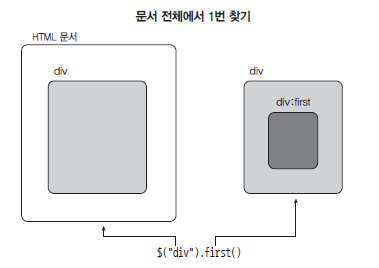 문서 전체에서 1번 찾기
HTML 문서
div
div
div:first
$("div").first()